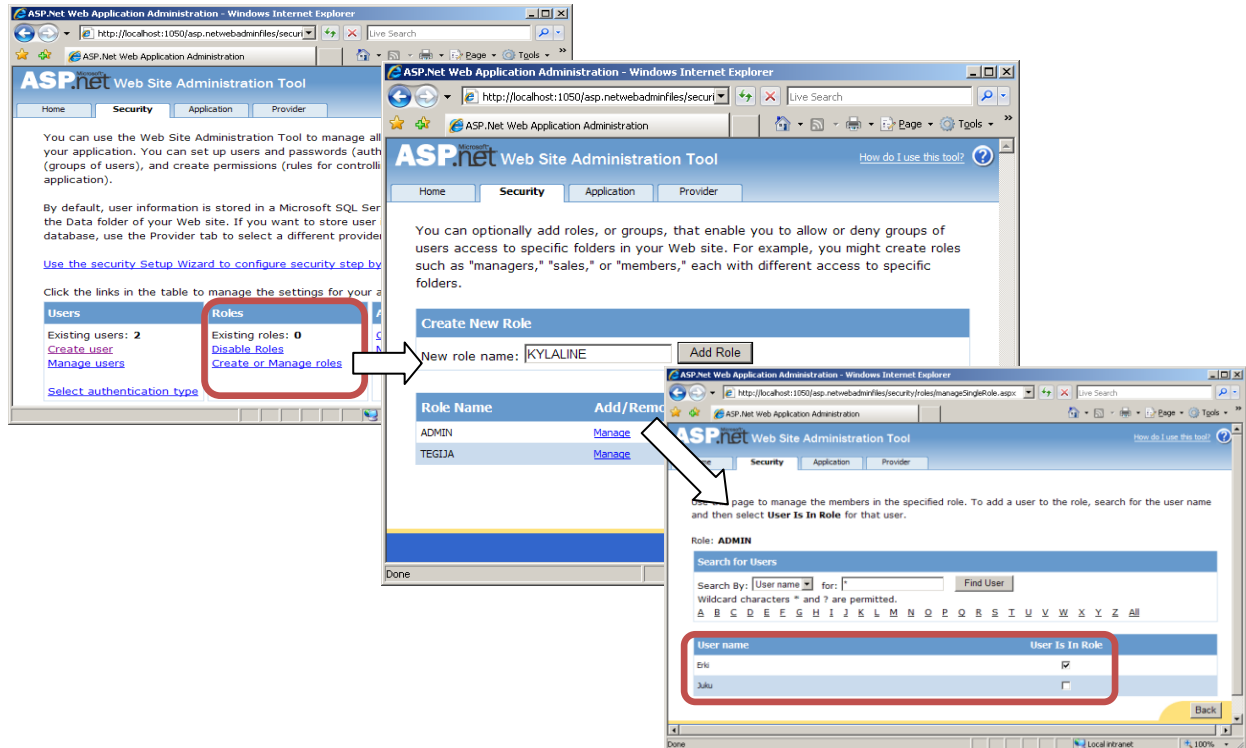 ASP.Net Web Application Administration - Windows Internet Explorer
http://localhost:1050/asp.netwebadminfiles/securi
Live Search
ASP.Net Web Application Administration
Page
Tools
»
Microsoft
ASP.net Web Site Administration Tool
Home
Security
Application
Provider
You can use the Web Site Administration Tool to manage all
your application. You can set up users and passwords (auth
(groups of users), and create permissions (rules for controlli
application).
By default, user information is stored in a Microsoft SQL Ser
the Data folder of your Web site. If you want to store user
database, use the Provider tab to select a different provide
Use the security Setup Wizard to configure security step by
Click the links in the table to manage the settings for your a
Users
Roles
Existing users: 2
Existing roles: 0
Create user
Disable Roles
Manage users
Create or Manage roles
Select authentication type
ASP.Net Web Application Administration - Windows Internet Explorer
http://localhost:1050/asp.netwebadminfiles/securi
Live Search
ASP.Net Web Application Administration
Page
Tools
»
Microsoft
ASP.net Web Site Administration Tool
How do I use this tool?
?
Home
Security
Application
Provider
You can optionally add roles, or groups, that enable you to allow or deny groups of
users access to specific folders in your Web site. For example, you might create roles
such as "managers," "sales," or "members," each with different access to specific
folders.
Create New Role
New role name: KYLALINE Add Role
Role Name Add/Remo
ADMIN Manage
TEGIJA Manage
Done
ASP.Net Web Application Administration - Windows Internet Explorer
http://localhost:1050/asp.netwebadminfiles/security/roles/manageSingleRole.aspx
Live Search
ASP.Net Web Application Administration
Page
Tools
»
ASP.net Web Site Administration Tool
How do I use this tool?
?
Security
Application
Provider
page to manage the members in the specified role. To add a user to the role, search for the user name
and then select User Is In Role for that user.
Role: ADMIN
Search for Users
Search By: User name for: * Find User
Wildcard characters * and ? are permitted.
A B C D E F G H I J K L M N O P Q R S T U V W X Y Z All
User name User Is In Role
Erki
Juku
Back
Done
Local intranet
100%